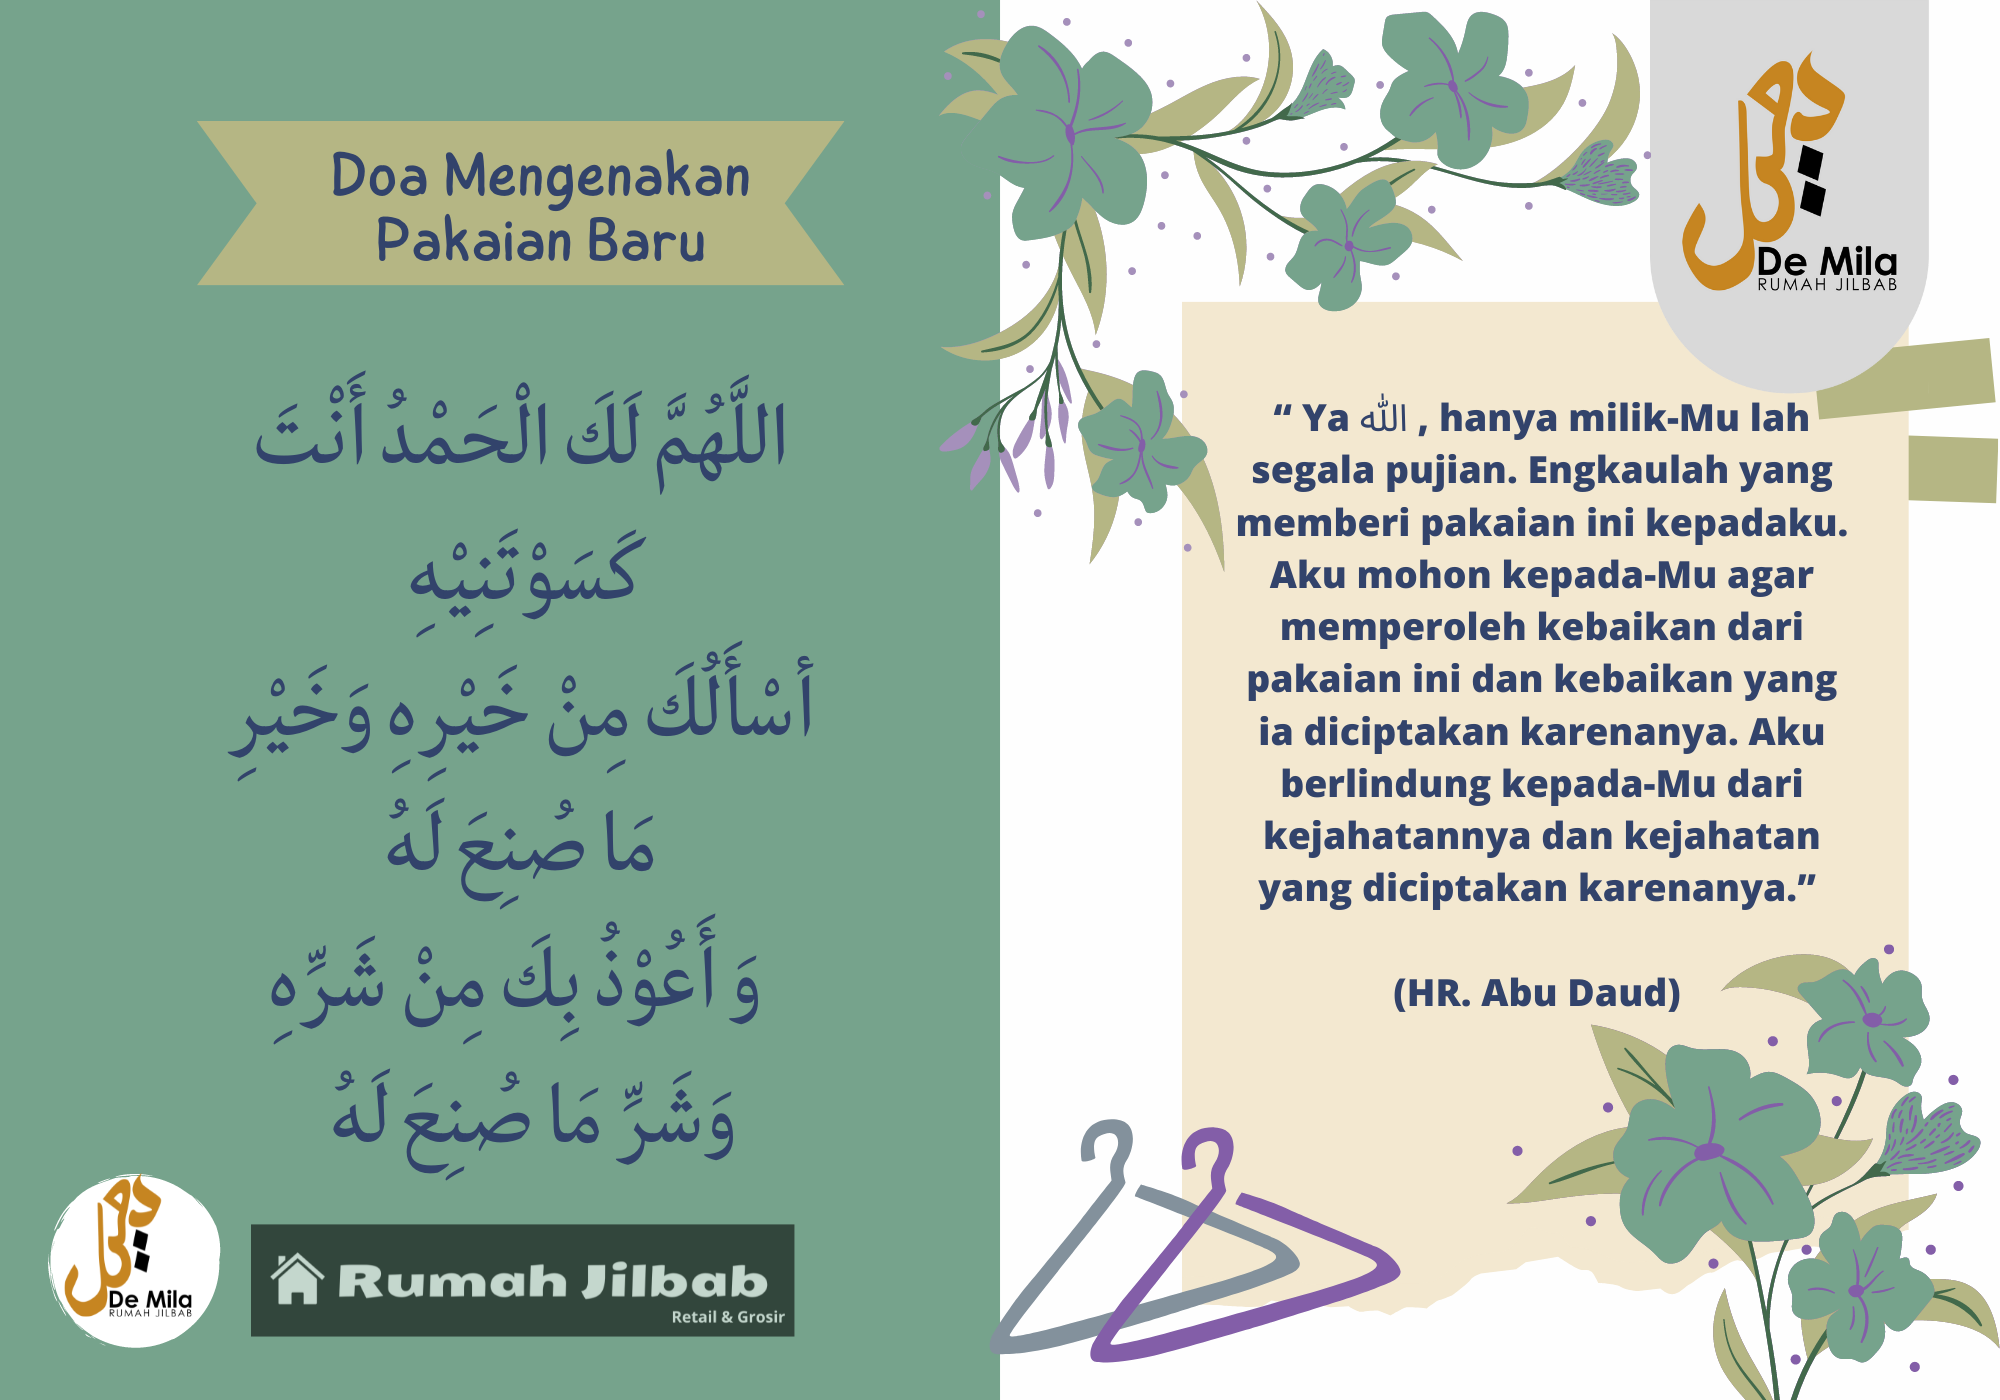 Doa Mengenakan
Pakaian Baru
اللَّهُمَّ لَكَ الْحَمْدُ أَنْتَ
كَسَوْتَنِيْهِ
أسْأَلُكَ مِنْ خَيْرِهِ وَخَيْرِ
مَا صُنِعَ لَهُ
وَ أَعُوْذُ بِكَ مِنْ شَرِّهِ
وَشَرِّ مَا صُنِعَ لَهُ
De Mila
RUMAH JILBAB
Rumah Jilbab
Retail & Grosir
ديميل
De Mila
RUMAH JILBAB
“ Ya الله , hanya milik-Mu lah
segala pujian. Engkaulah yang
memberi pakaian ini kepadaku.
Aku mohon kepada-Mu agar
memperoleh kebaikan dari
pakaian ini dan kebaikan yang
ia diciptakan karenanya. Aku
berlindung kepada-Mu dari
kejahatannya dan kejahatan
yang diciptakan karenanya.”
(HR. Abu Daud)